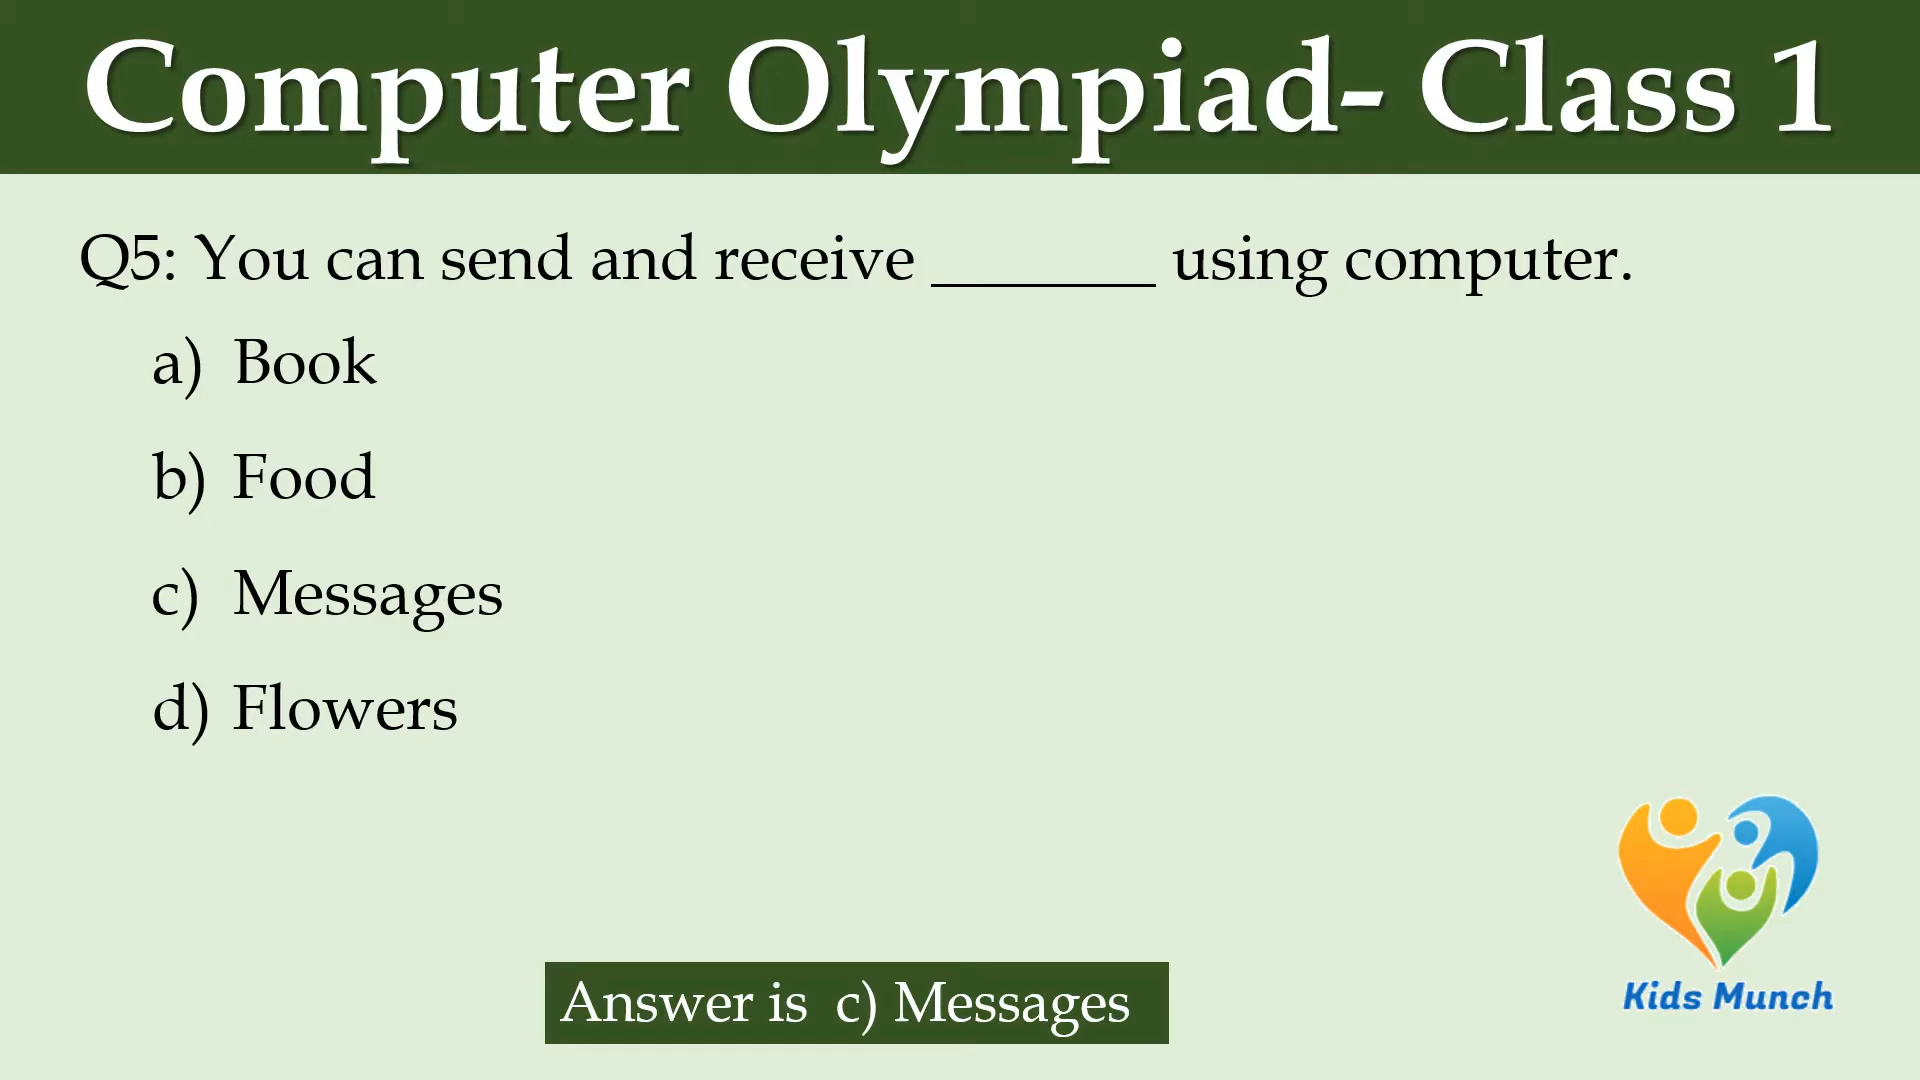 Computer Olympiad- Class 1
Q5: You can send and receive _______ using computer.
a) Book
b) Food
c) Messages
d) Flowers
Kids Munch
Answer is c) Messages